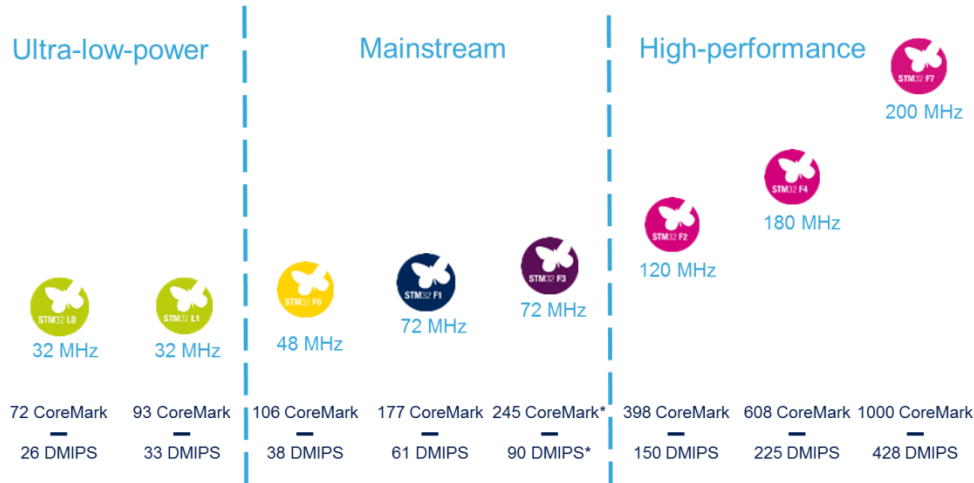 Ultra-low-power
Mainstream
High-performance
STM32 F7
200 MHz
STM32 F4
180 MHz
STM32 F2
120 MHz
STM32 L0
32 MHz
STM32 L1
32 MHz
STM32 F0
48 MHz
STM32 F1
72 MHz
STM32 F3
72 MHz
72 CoreMark
26 DMIPS
93 CoreMark
33 DMIPS
106 CoreMark
38 DMIPS
177 CoreMark
61 DMIPS
245 CoreMark*
90 DMIPS*
398 CoreMark
150 DMIPS
608 CoreMark
225 DMIPS
1000 CoreMark
428 DMIPS